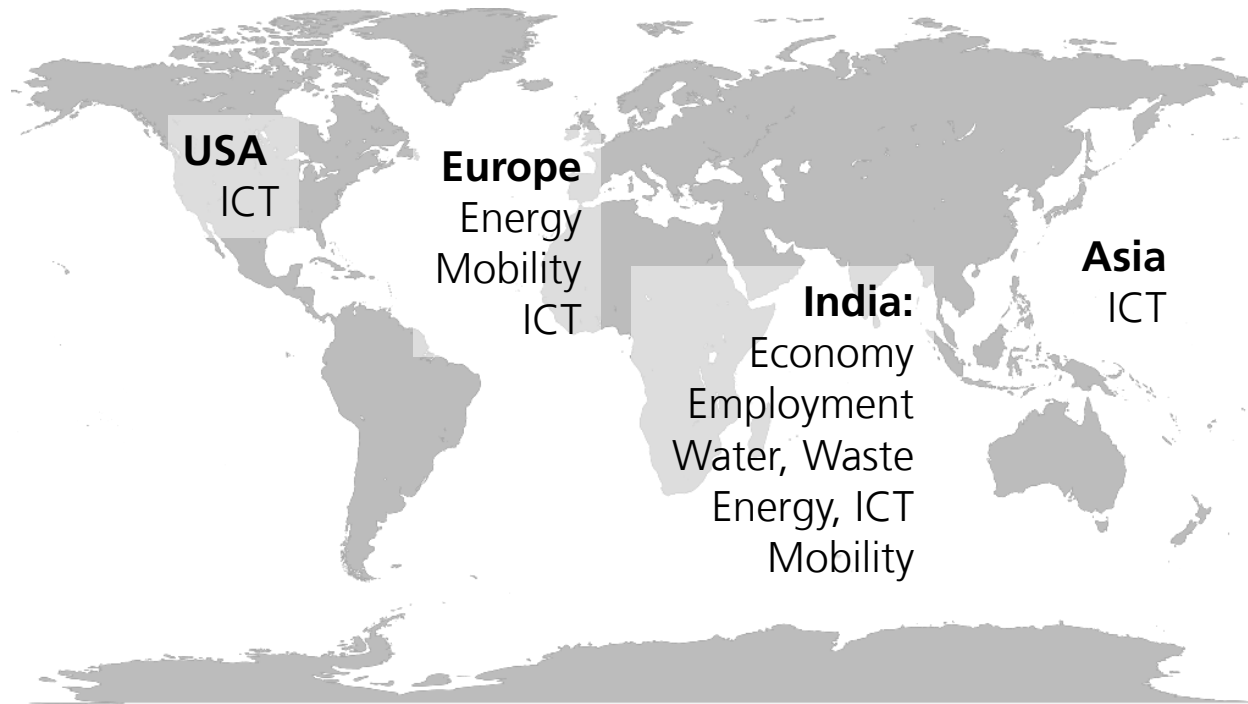 USA
ICT
Europe
Energy
Mobility
ICT
India:
Economy
Employment
Water, Waste
Energy, ICT
Mobility
Asia
ICT